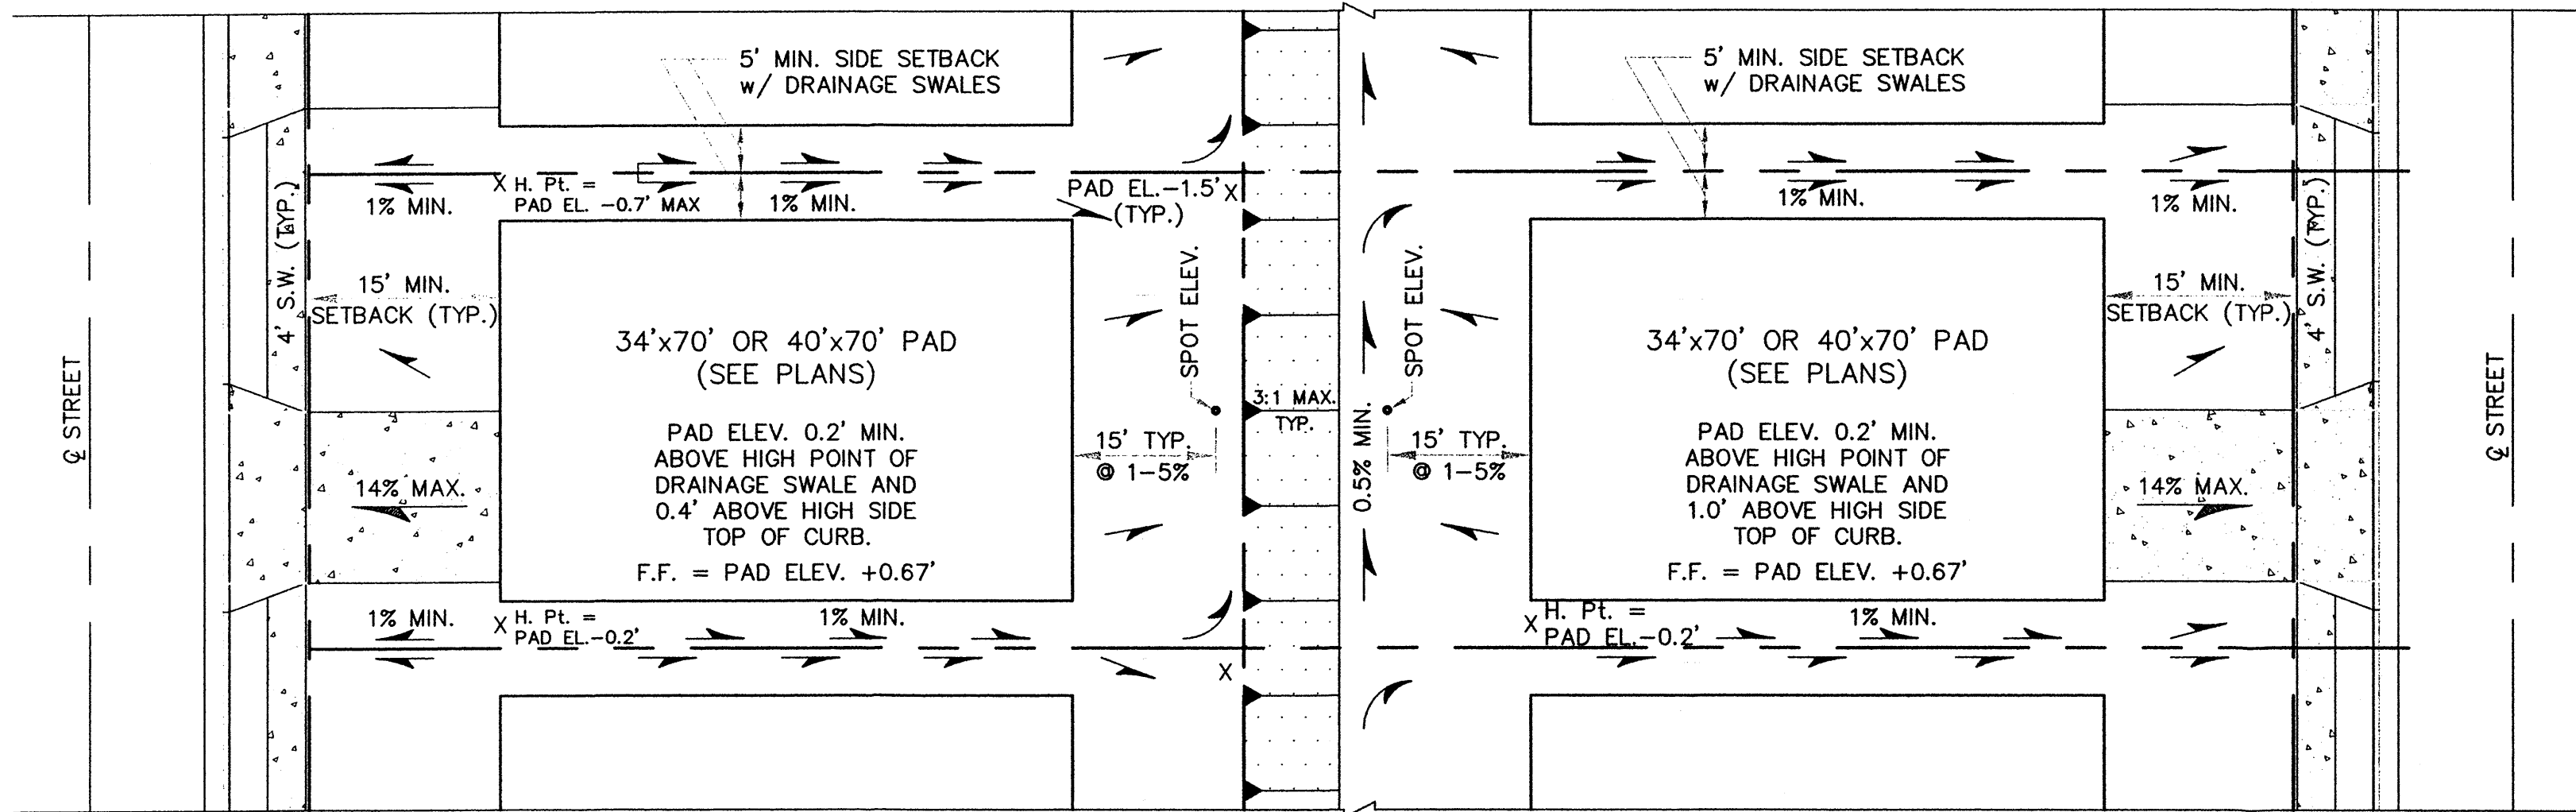 5' MIN. SIDE SETBACK
w/ DRAINAGE SWALES
5' MIN. SIDE SETBACK
w/ DRAINAGE SWALES
1% MIN.
X H. Pt. =
PAD EL. -0.7' MAX
1% MIN.
PAD EL.-1.5' X
(TYP.)
1% MIN.
1% MIN.
4' S.W. (TYP.)
15' MIN.
SETBACK (TYP.)
SPOT ELEV.
SPOT ELEV.
15' MIN.
SETBACK (TYP.)
4' S.W. (TYP.)
℄ STREET
34'x70' OR 40'x70' PAD
(SEE PLANS)
PAD ELEV. 0.2' MIN.
ABOVE HIGH POINT OF
DRAINAGE SWALE AND
0.4' ABOVE HIGH SIDE
TOP OF CURB.
F.F. = PAD ELEV. +0.67'
14% MAX.
15' TYP.
@ 1-5%
3:1 MAX.
TYP.
0.5% MIN.
15' TYP.
@ 1-5%
34'x70' OR 40'x70' PAD
(SEE PLANS)
PAD ELEV. 0.2' MIN.
ABOVE HIGH POINT OF
DRAINAGE SWALE AND
1.0' ABOVE HIGH SIDE
TOP OF CURB.
F.F. = PAD ELEV. +0.67'
14% MAX.
℄ STREET
1% MIN.
X H. Pt. =
PAD EL.-0.2'
1% MIN.
X
X H. Pt. =
PAD EL.-0.2'
1% MIN.